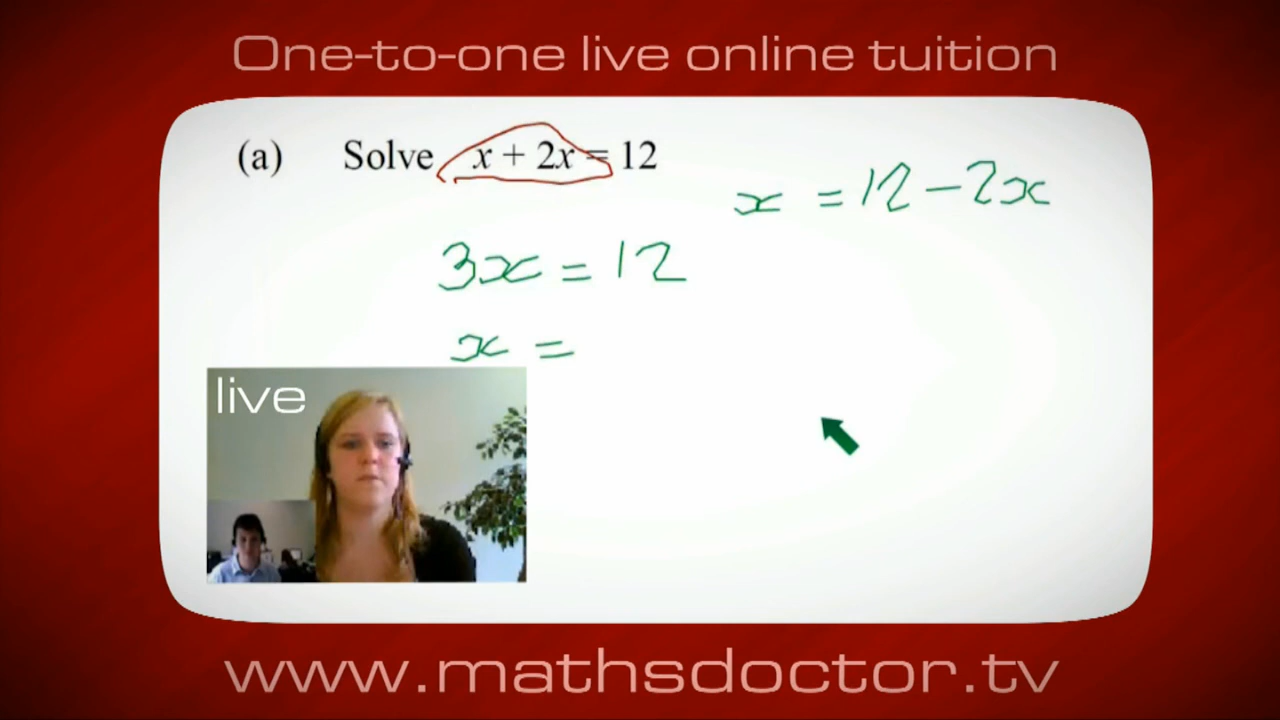 One-to-one live online tuition
(a) Solve x + 2x = 12
x = 12 - 2x
3x = 12
x =
live
www.mathsdoctor.tv